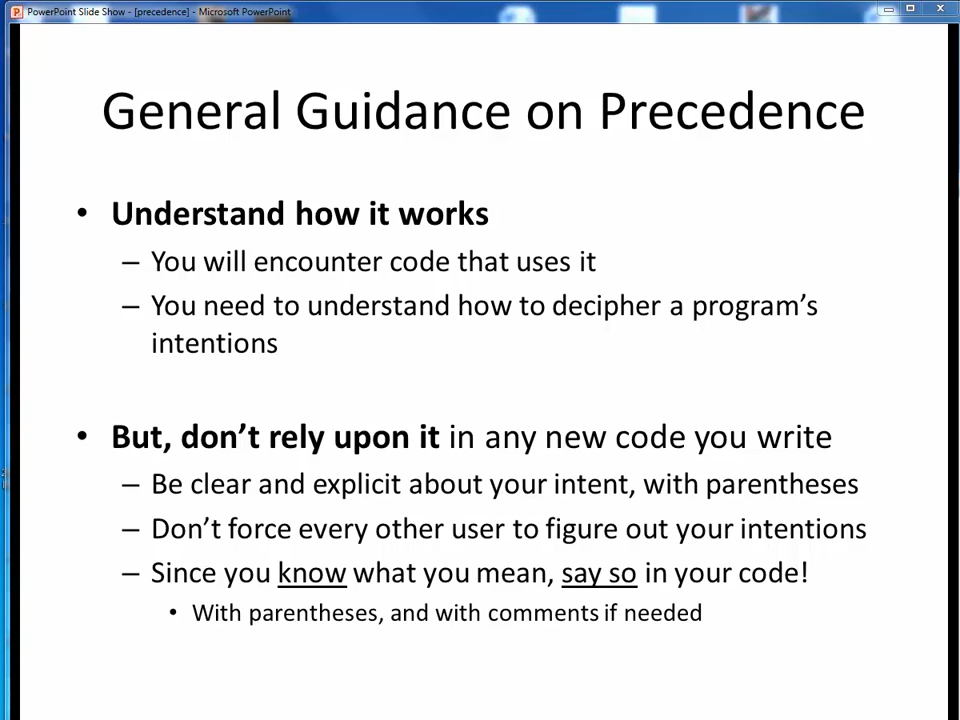 PowerPoint Slide Show - [precedence] - Microsoft PowerPoint
General Guidance on Precedence
• Understand how it works
– You will encounter code that uses it
– You need to understand how to decipher a program’s
intentions
• But, don’t rely upon it in any new code you write
– Be clear and explicit about your intent, with parentheses
– Don’t force every other user to figure out your intentions
– Since you know what you mean, say so in your code!
• With parentheses, and with comments if needed